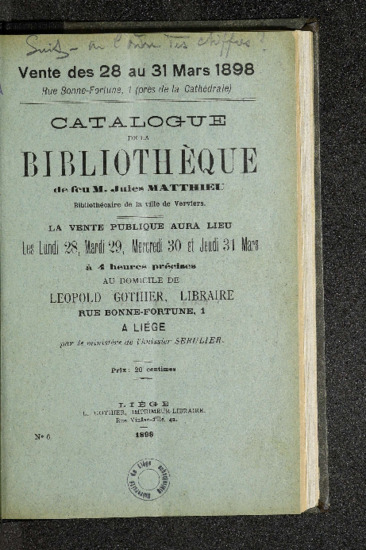 Vente des 28 au 31 Mars 1898
Rue Bonne-Fortune, 1 (près de la Cathédrale)
CATALOGUE
DE LA
BIBLIOTHÈQUE
de feu M. Jules MATTHIEU
Bibliothécaire de la ville de Verviers.
LA VENTE PUBLIQUE AURA LIEU
Les Lundi 28, Mardi 29, Mercredi 30 et Jeudi 31 Mars
à 4 heures précises
AU DOMICILE DE
LEOPOLD GOTHIER, LIBRAIRE
RUE BONNE-FORTUNE, 1
A LIÉGE
par le ministère de l'huissier SERULIER.
Prix: 20 centimes
LIÉGE
L. GOTHIER, IMPRIMEUR-LIBRAIRE.
Rue Vinâve-d'Ile,
1898